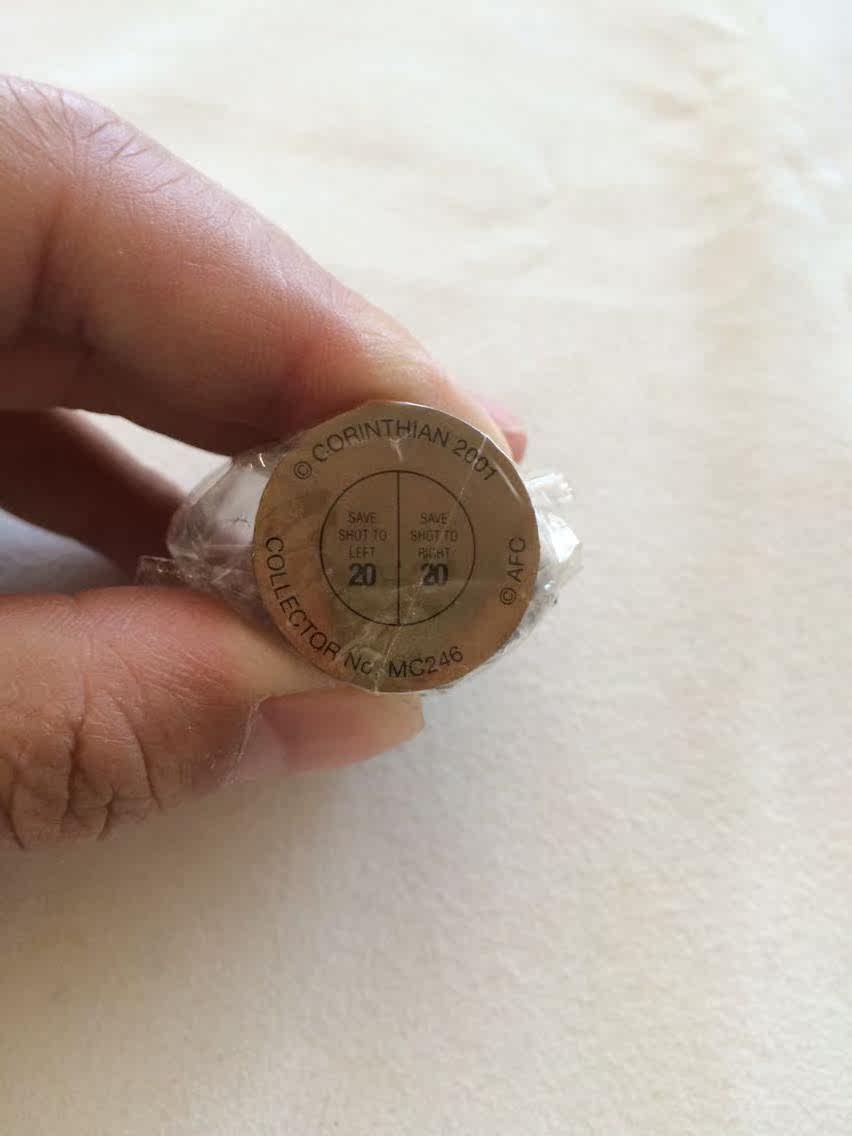 © CORINTHIAN 2001
SAVE
SHOT TO
LEFT
20
SAVE
SHOT TO
RIGHT
20
© AFC
COLLECTOR No. MC246